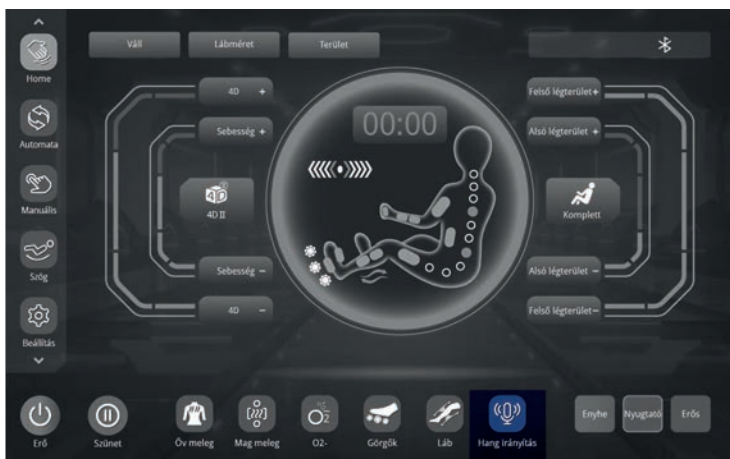 Váll
Lábméret
Terület
Home
Automata
Manuális
Szög
Beállítás
4D +
Sebesség +
4D II
Sebesség −
4D −
00:00
Felső légterület+
Alsó légterület +
Komplett
Alsó légterület −
Felső légterület−
Erő
Szünet
Öv meleg
Mag meleg
O2-
Görgők
Láb
Hang irányítás
Enyhe
Nyugtató
Erős